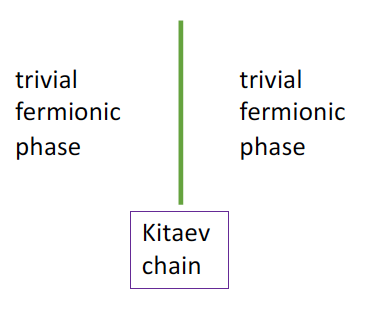 trivial
fermionic
phase
trivial
fermionic
phase
Kitaev
chain